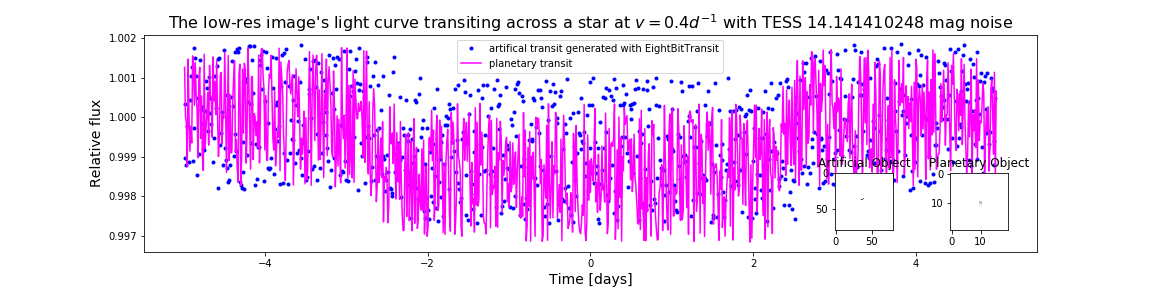 The low-res image's light curve transiting across a star at v = 0.4d⁻¹ with TESS 14.141410248 mag noise
artifical transit generated with EightBitTransit
planetary transit
Relative flux
1.002
1.001
1.000
0.999
0.998
0.997
Artificial Object
0
50
0 50
Planetary Object
0
10
0 10
−4 −2 0 2 4
Time [days]